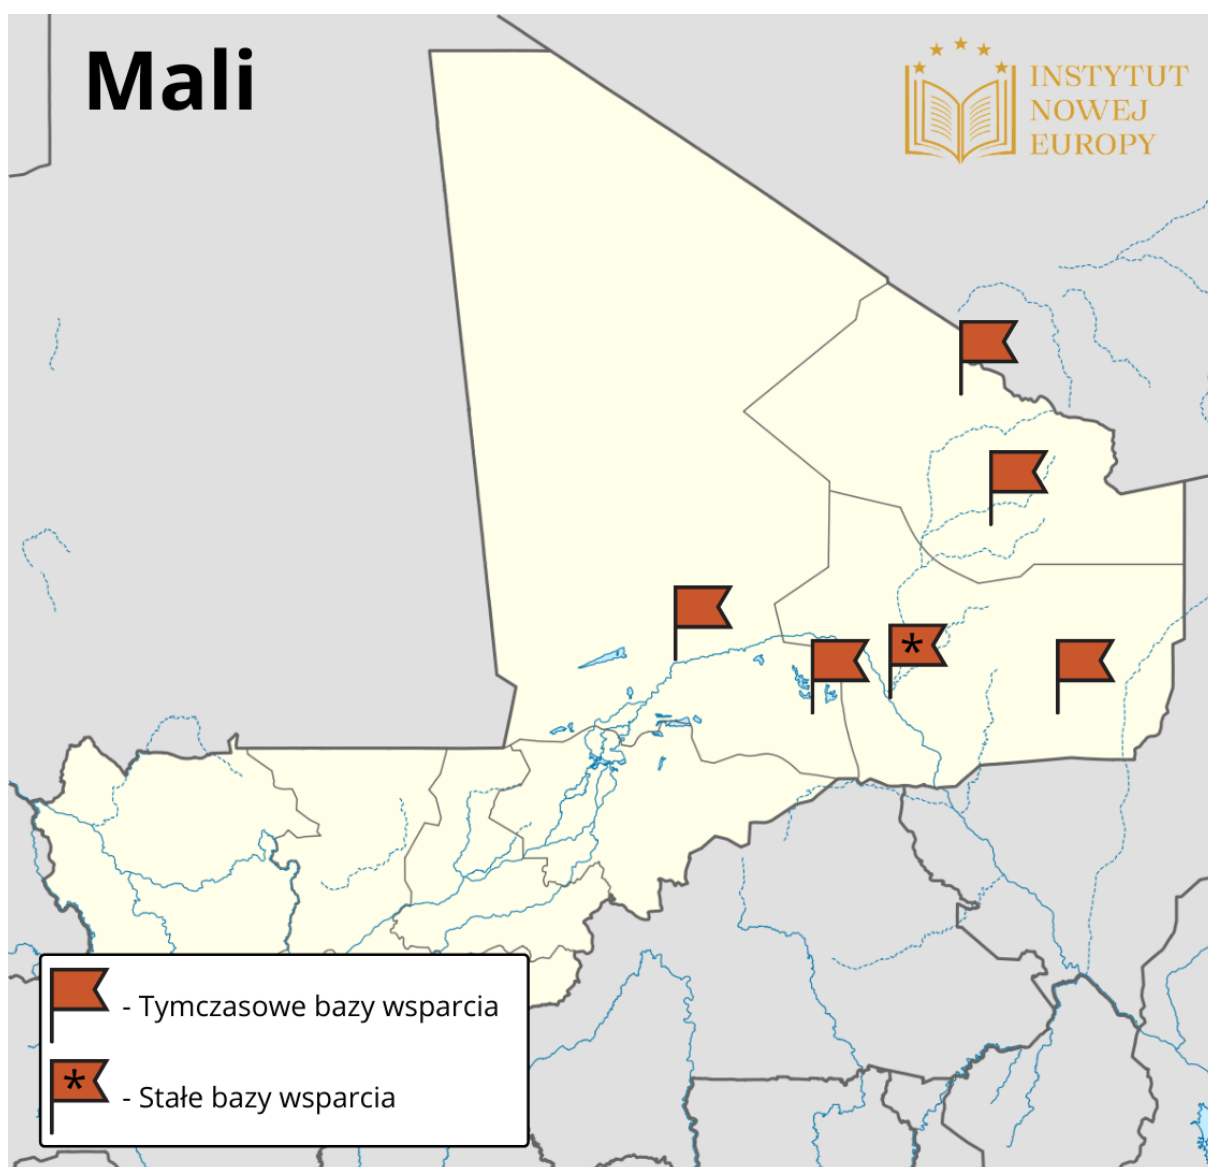 Mali
INSTYTUT
NOWEJ
EUROPY
- Tymczasowe bazy wsparcia
* - Stałe bazy wsparcia